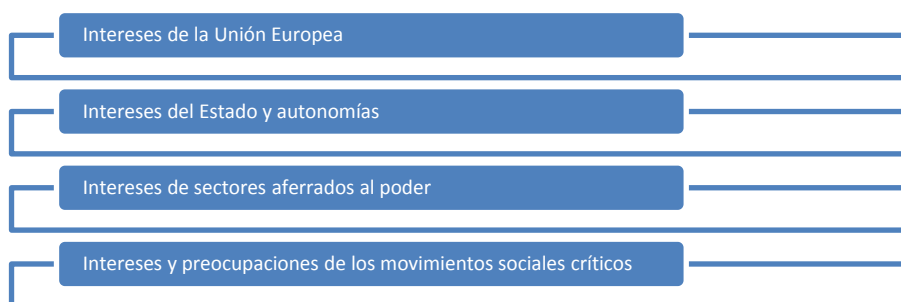 Intereses de la Unión Europea
Intereses del Estado y autonomías
Intereses de sectores aferrados al poder
Intereses y preocupaciones de los movimientos sociales críticos